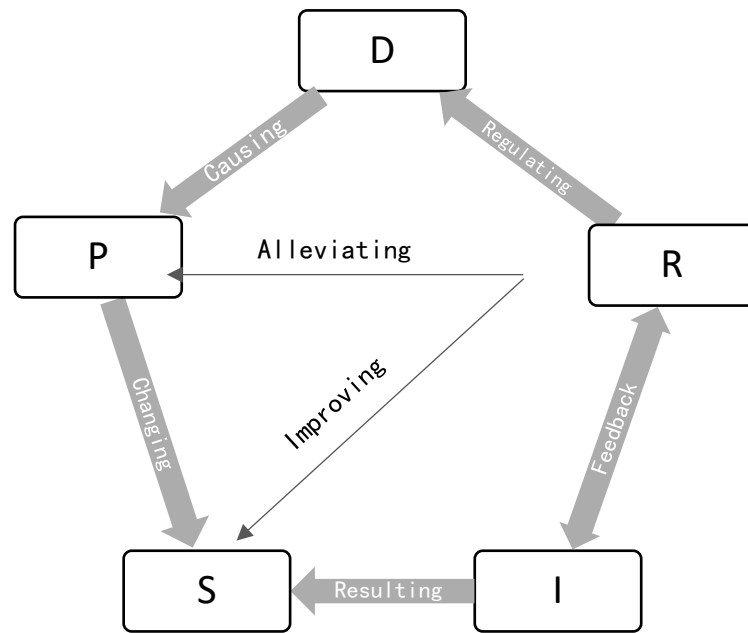 D
Causing
Regulating
P
Alleviating
R
Improving
Changing
Feedback
S
Resulting
I